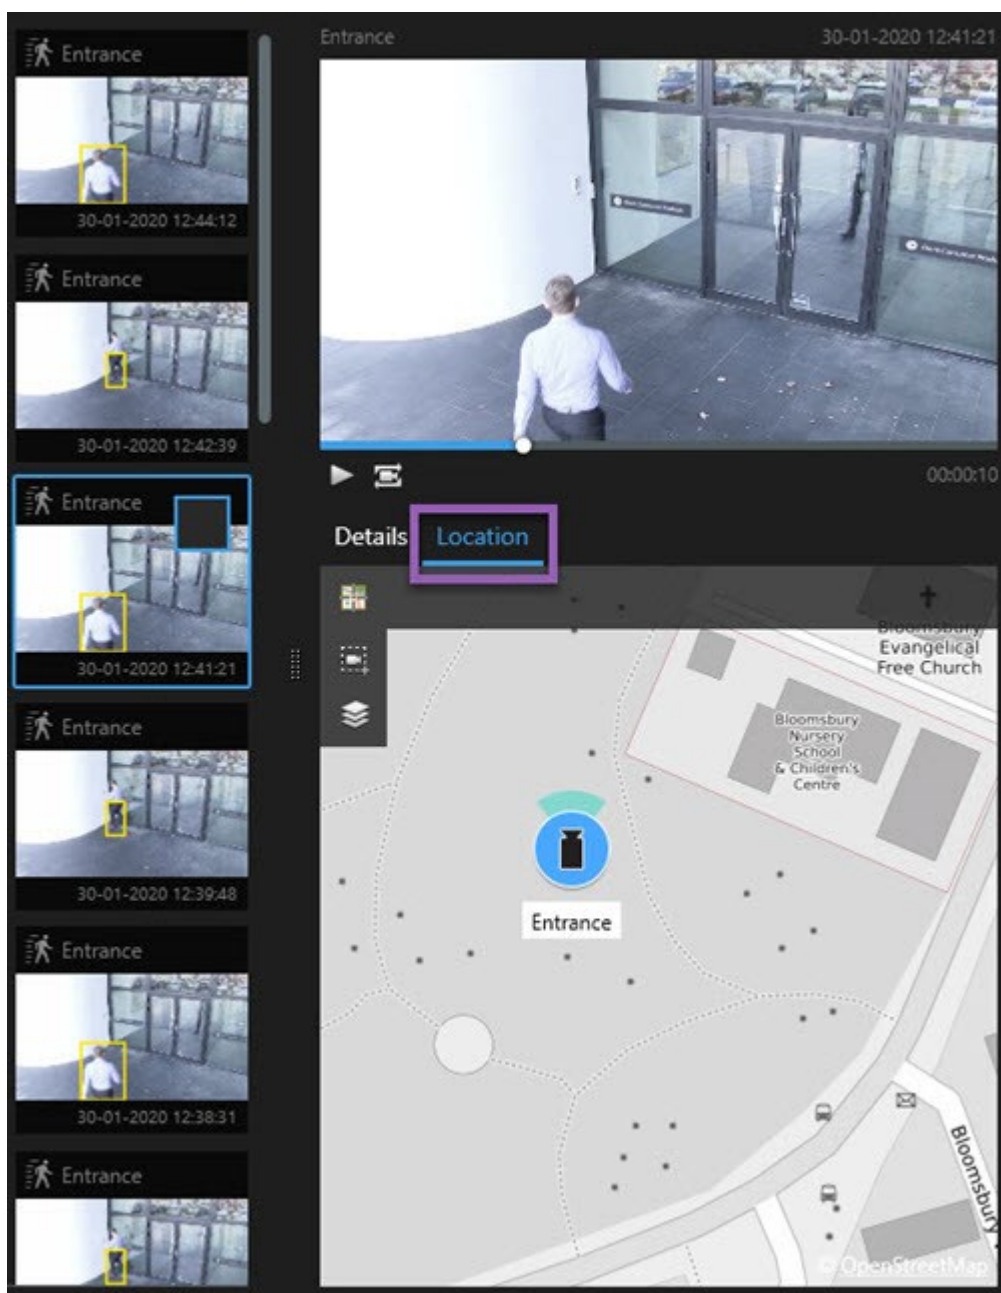 Entrance
30-01-2020 12:44:12
Entrance
30-01-2020 12:42:39
Entrance
30-01-2020 12:41:21
Entrance
30-01-2020 12:39:48
Entrance
30-01-2020 12:38:31
Entrance
Entrance
30-01-2020 12:41:21
00:00:10
Details
Location
Bloomsbury
Evangelical
Free Church
Bloomsbury
Nursery
School
& Children's
Centre
Entrance
Bloomsbury
© OpenStreetMap